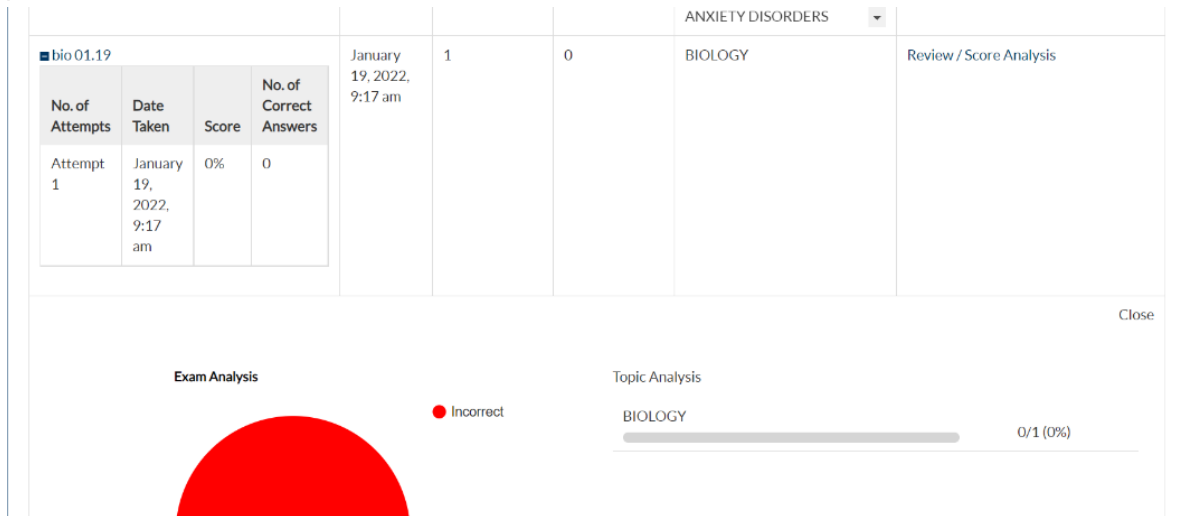 ANXIETY DISORDERS
bio 01.19
January
19, 2022,
9:17 am
1
0
BIOLOGY
Review / Score Analysis
No. of
Attempts
Date
Taken
Score
No. of
Correct
Answers
Attempt
1
January
19,
2022,
9:17
am
0%
0
Close
Exam Analysis
Incorrect
Topic Analysis
BIOLOGY
0/1 (0%)